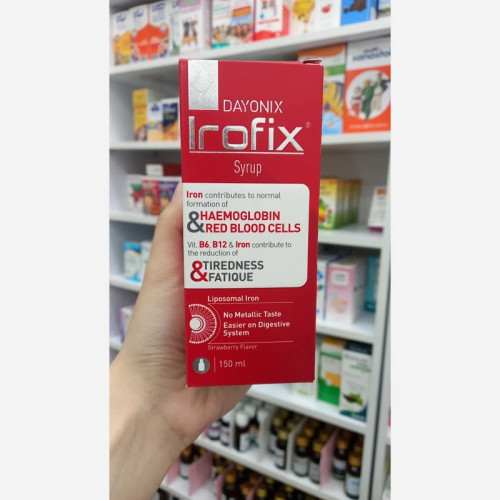 DAYONIX
Irofix®
Syrup
Iron contributes to normal
formation of
& HAEMOGLOBIN
RED BLOOD CELLS
Vit. B6, B12 & Iron contribute to
the reduction of
& TIREDNESS
FATIQUE
Liposomal Iron
No Metallic Taste
Easier on Digestive
System
Strawberry Flavor
150 ml